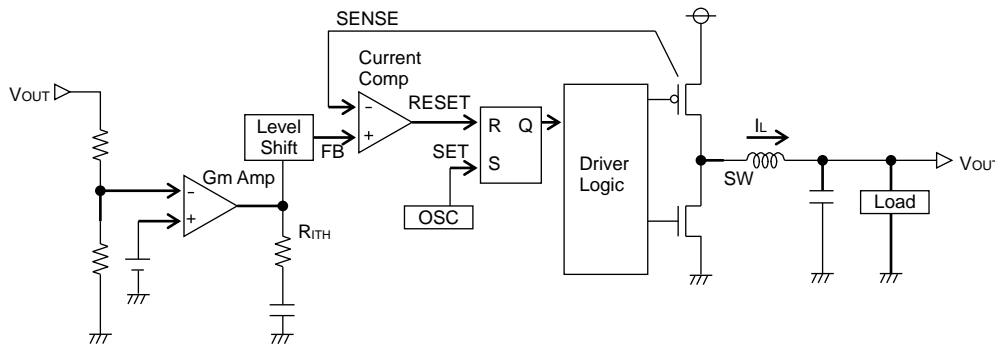 SENSE
Current
Comp
VOUT
RESET
Level
Shift
FB
-
+
R Q
S
SET
OSC
Driver
Logic
IL
SW
VOUT
Load
Gm Amp
-
+
RITH